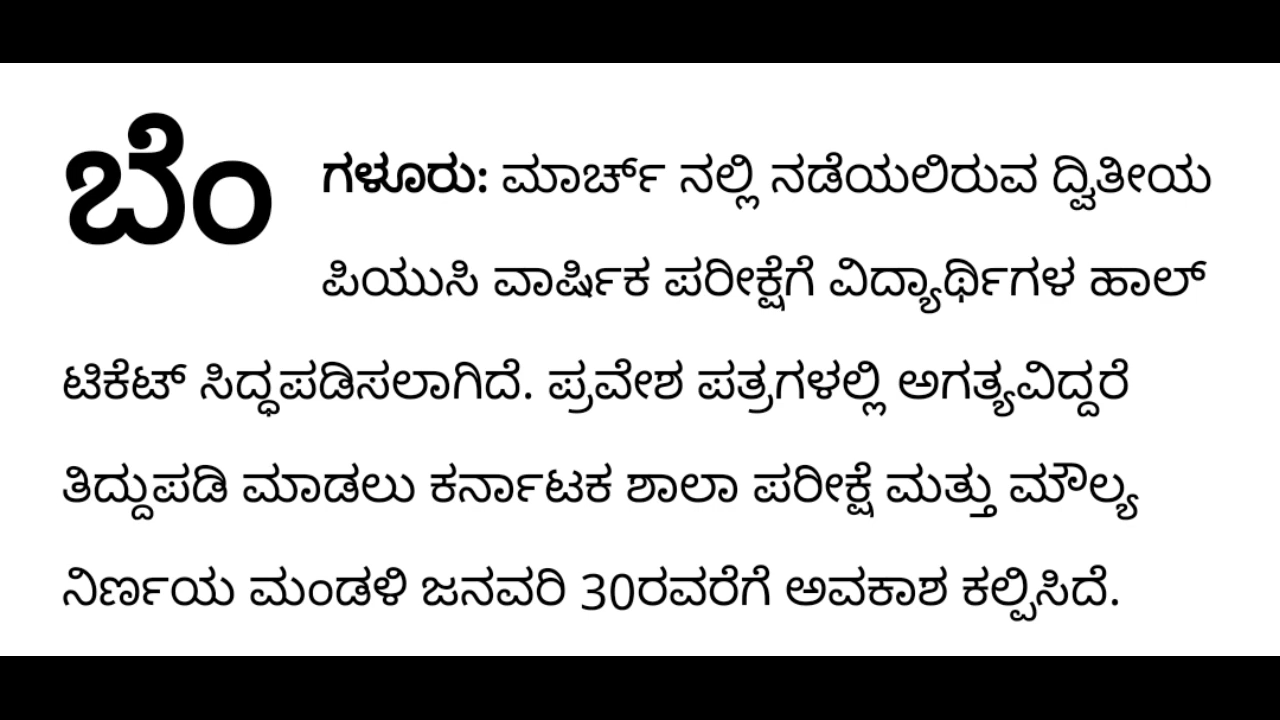 ಬೆಂಗಳೂರು: ಮಾರ್ಚ್ ನಲ್ಲಿ ನಡೆಯಲಿರುವ ದ್ವಿತೀಯ
ಪಿಯುಸಿ ವಾರ್ಷಿಕ ಪರೀಕ್ಷೆಗೆ ವಿದ್ಯಾರ್ಥಿಗಳ ಹಾಲ್
ಟಿಕೆಟ್ ಸಿದ್ಧಪಡಿಸಲಾಗಿದೆ. ಪ್ರವೇಶ ಪತ್ರಗಳಲ್ಲಿ ಅಗತ್ಯವಿದ್ದರೆ
ತಿದ್ದುಪಡಿ ಮಾಡಲು ಕರ್ನಾಟಕ ಶಾಲಾ ಪರೀಕ್ಷೆ ಮತ್ತು ಮೌಲ್ಯ
ನಿರ್ಣಯ ಮಂಡಳಿ ಜನವರಿ 30ರವರೆಗೆ ಅವಕಾಶ ಕಲ್ಪಿಸಿದೆ.